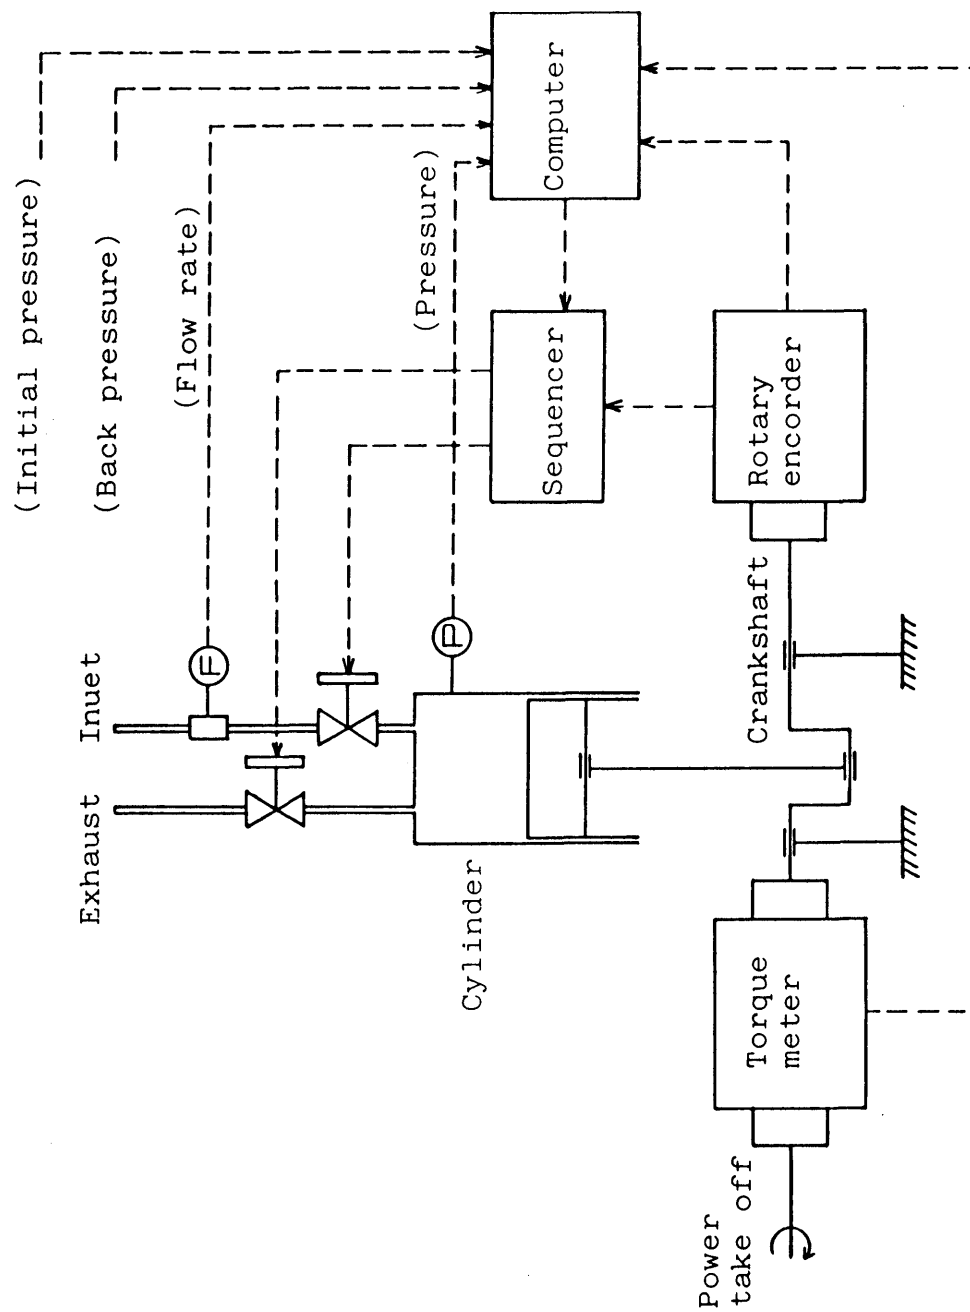 (Initial pressure)
(Back pressure)
(Flow rate)
(Pressure)
Computer
Sequencer
Rotary
encorder
Exhaust
Inuet
F
P
Cylinder
Crankshaft
Torque
meter
Power
take off